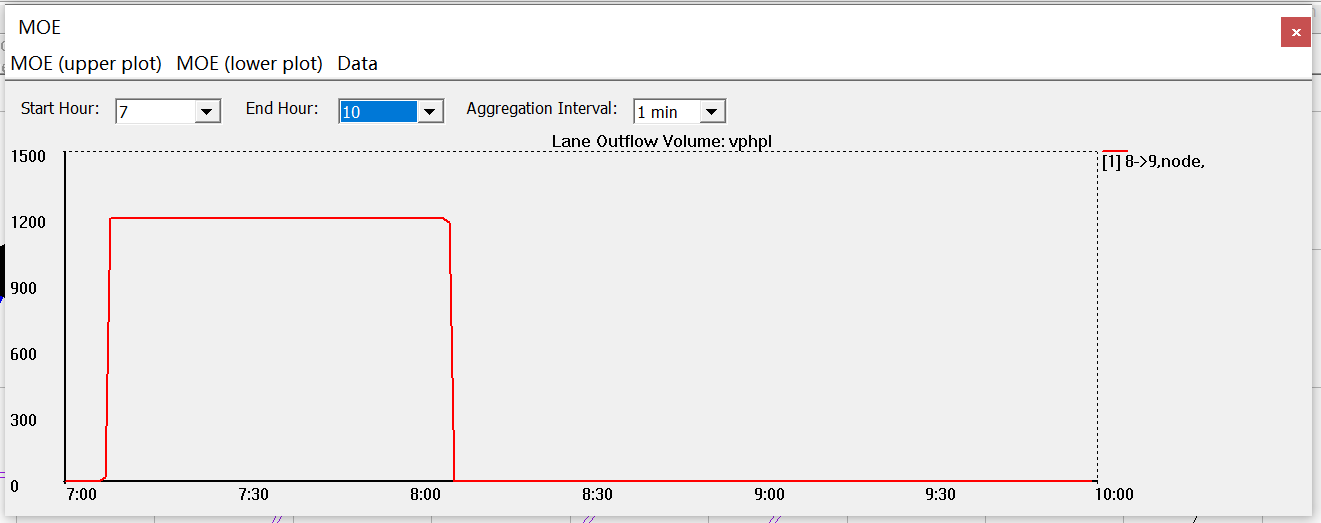 MOE
×
MOE (upper plot) MOE (lower plot) Data
Start Hour: 7 End Hour: 10 Aggregation Interval: 1 min
Lane Outflow Volume: vphpl
1500
[1] 8->9,node,
1200
900
600
300
0
7:00 7:30 8:00 8:30 9:00 9:30 10:00